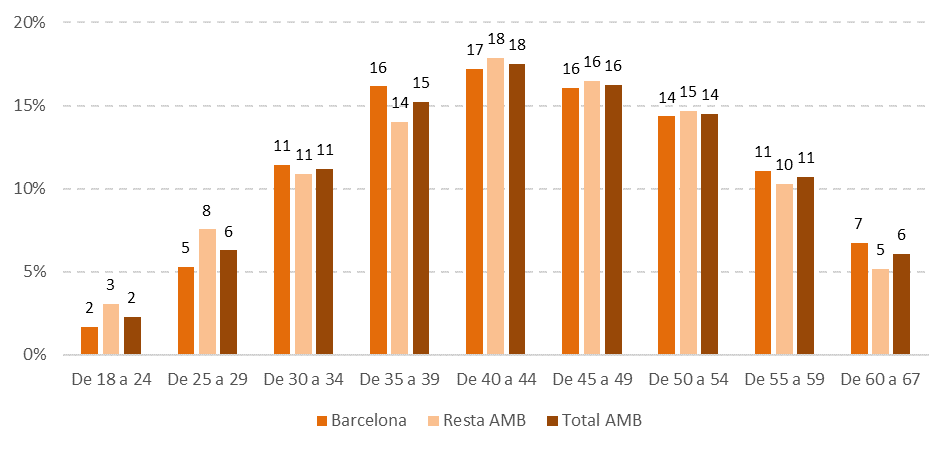 20%
15%
10%
5%
0%
2 3 2
5 8 6
11 11 11
16 14 15
17 18 18
16 16 16
14 15 14
11 10 11
7 5 6
De 18 a 24 De 25 a 29 De 30 a 34 De 35 a 39 De 40 a 44 De 45 a 49 De 50 a 54 De 55 a 59 De 60 a 67
Barcelona Resta AMB Total AMB